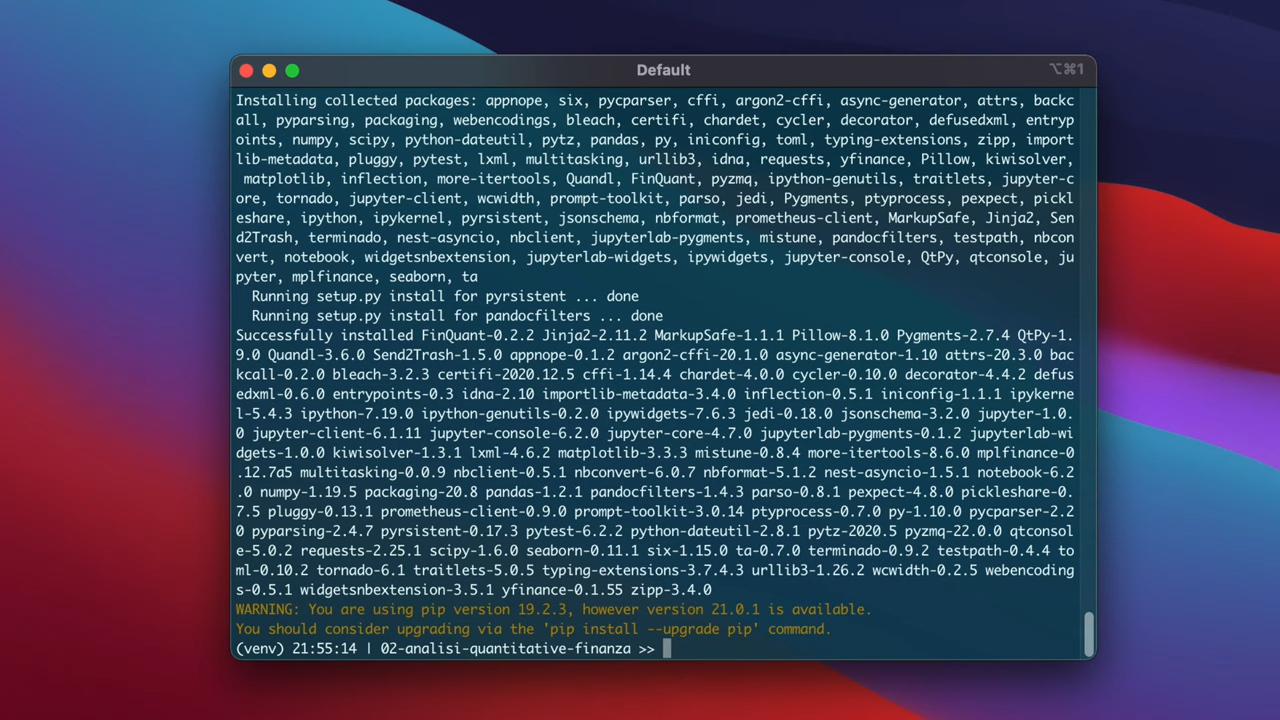 Default
⌥⌘1
Installing collected packages: appnope, six, pycparser, cffi, argon2-cffi, async-generator, attrs, backc
all, pyparsing, packaging, webencodings, bleach, certifi, chardet, cycler, decorator, defusedxml, entryp
oints, numpy, scipy, python-dateutil, pytz, pandas, py, iniconfig, toml, typing-extensions, zipp, import
lib-metadata, pluggy, pytest, lxml, multitasking, urllib3, idna, requests, yfinance, Pillow, kiwisolver,
 matplotlib, inflection, more-itertools, Quandl, FinQuant, pyzmq, ipython-genutils, traitlets, jupyter-c
ore, tornado, jupyter-client, wcwidth, prompt-toolkit, parso, jedi, Pygments, ptyprocess, pexpect, pickl
eshare, ipython, ipykernel, pyrsistent, jsonschema, nbformat, prometheus-client, MarkupSafe, Jinja2, Sen
d2Trash, terminado, nest-asyncio, nbclient, jupyterlab-pygments, mistune, pandocfilters, testpath, nbcon
vert, notebook, widgetsnbextension, jupyterlab-widgets, ipywidgets, jupyter-console, QtPy, qtconsole, ju
pyter, mplfinance, seaborn, ta
  Running setup.py install for pyrsistent ... done
  Running setup.py install for pandocfilters ... done
Successfully installed FinQuant-0.2.2 Jinja2-2.11.2 MarkupSafe-1.1.1 Pillow-8.1.0 Pygments-2.7.4 QtPy-1.
9.0 Quandl-3.6.0 Send2Trash-1.5.0 appnope-0.1.2 argon2-cffi-20.1.0 async-generator-1.10 attrs-20.3.0 bac
kcall-0.2.0 bleach-3.2.3 certifi-2020.12.5 cffi-1.14.4 chardet-4.0.0 cycler-0.10.0 decorator-4.4.2 defus
edxml-0.6.0 entrypoints-0.3 idna-2.10 importlib-metadata-3.4.0 inflection-0.5.1 iniconfig-1.1.1 ipykerne
l-5.4.3 ipython-7.19.0 ipython-genutils-0.2.0 ipywidgets-7.6.3 jedi-0.18.0 jsonschema-3.2.0 jupyter-1.0.
0 jupyter-client-6.1.11 jupyter-console-6.2.0 jupyter-core-4.7.0 jupyterlab-pygments-0.1.2 jupyterlab-wi
dgets-1.0.0 kiwisolver-1.3.1 lxml-4.6.2 matplotlib-3.3.3 mistune-0.8.4 more-itertools-8.6.0 mplfinance-0
.12.7a5 multitasking-0.0.9 nbclient-0.5.1 nbconvert-6.0.7 nbformat-5.1.2 nest-asyncio-1.5.1 notebook-6.2
.0 numpy-1.19.5 packaging-20.8 pandas-1.2.1 pandocfilters-1.4.3 parso-0.8.1 pexpect-4.8.0 pickleshare-0.
7.5 pluggy-0.13.1 prometheus-client-0.9.0 prompt-toolkit-3.0.14 ptyprocess-0.7.0 py-1.10.0 pycparser-2.2
0 pyparsing-2.4.7 pyrsistent-0.17.3 pytest-6.2.2 python-dateutil-2.8.1 pytz-2020.5 pyzmq-22.0.0 qtconsol
e-5.0.2 requests-2.25.1 scipy-1.6.0 seaborn-0.11.1 six-1.15.0 ta-0.7.0 terminado-0.9.2 testpath-0.4.4 to
ml-0.10.2 tornado-6.1 traitlets-5.0.5 typing-extensions-3.7.4.3 urllib3-1.26.2 wcwidth-0.2.5 webencoding
s-0.5.1 widgetsnbextension-3.5.1 yfinance-0.1.55 zipp-3.4.0
WARNING: You are using pip version 19.2.3, however version 21.0.1 is available.
You should consider upgrading via the 'pip install --upgrade pip' command.
(venv) 21:55:14 | 02-analisi-quantitative-finanza >>